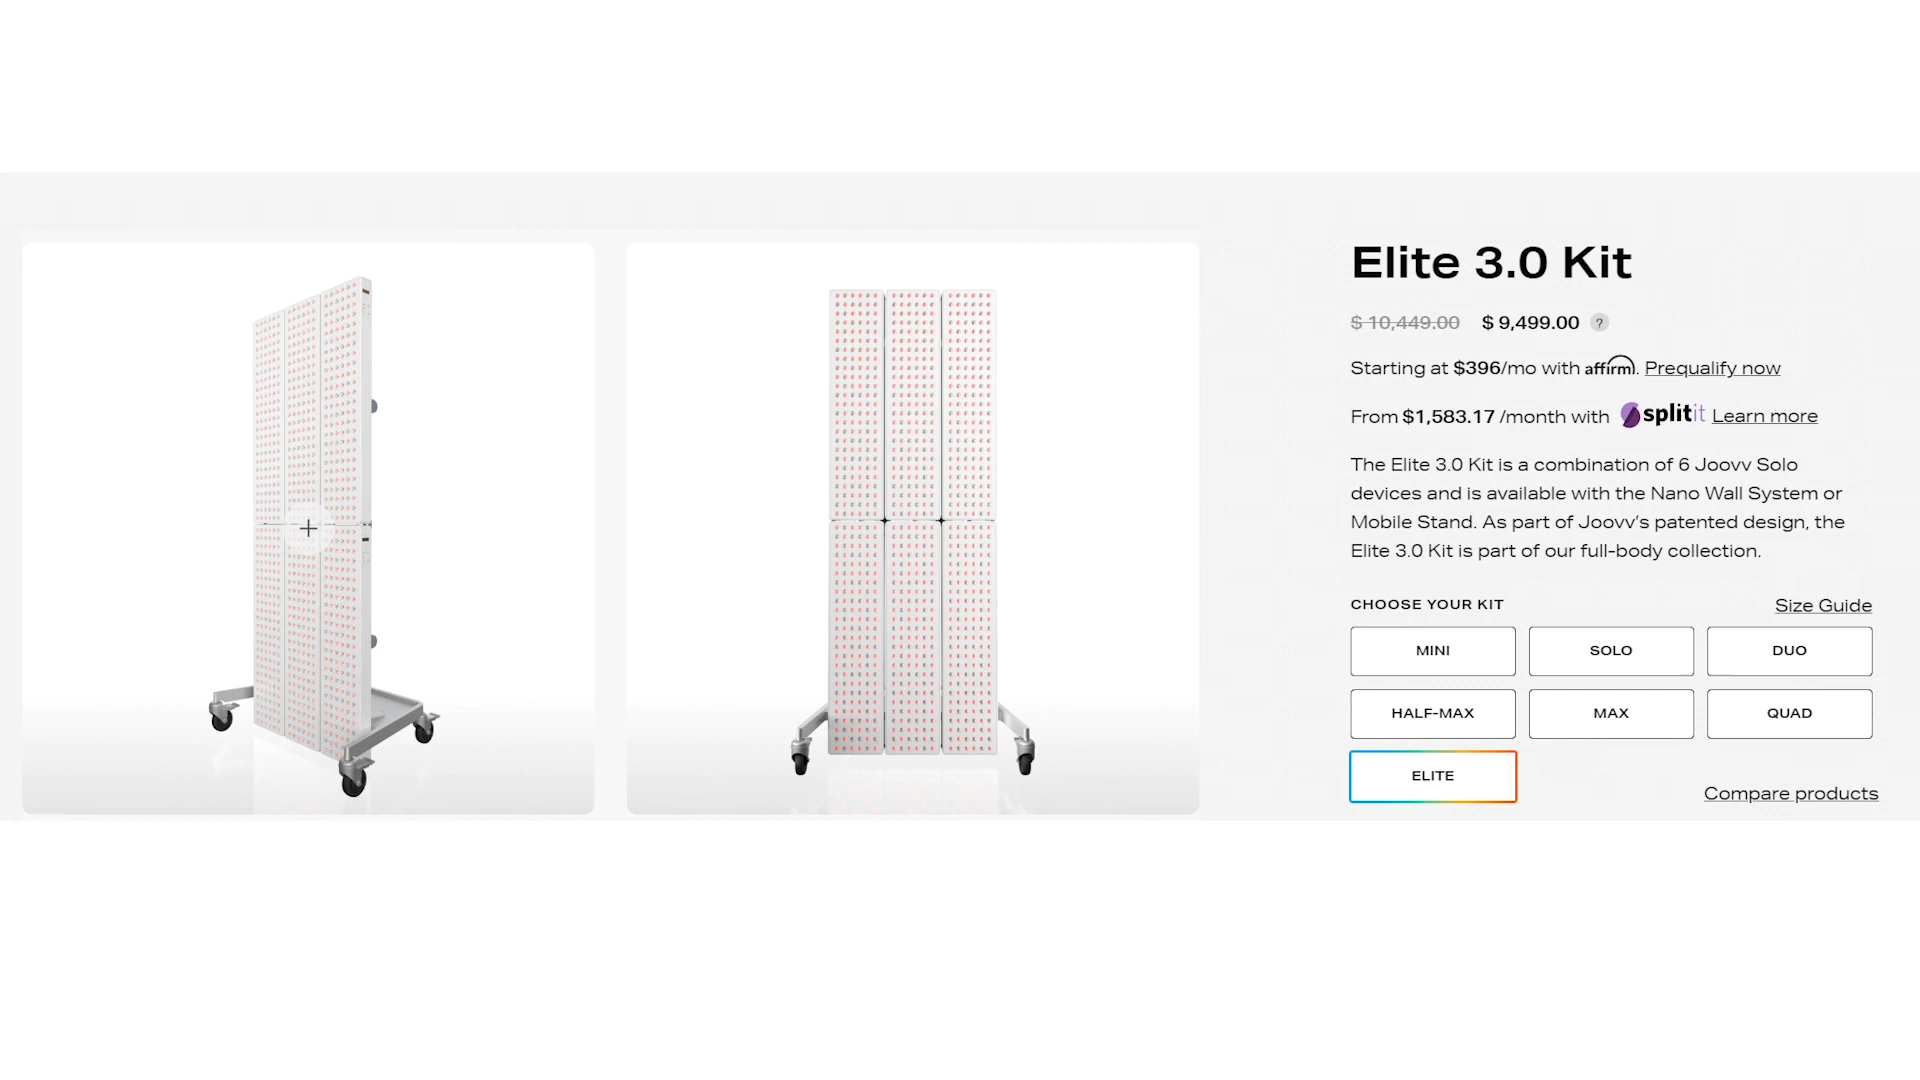 Elite 3.0 Kit
$ 10,449.00 $ 9,499.00 ?
Starting at $396/mo with affirm. Prequalify now
From $1,583.17 /month with splitit Learn more
The Elite 3.0 Kit is a combination of 6 Joovv Solo
devices and is available with the Nano Wall System or
Mobile Stand. As part of Joovv’s patented design, the
Elite 3.0 Kit is part of our full-body collection.
CHOOSE YOUR KIT Size Guide
MINI SOLO DUO
HALF-MAX MAX QUAD
ELITE
Compare products